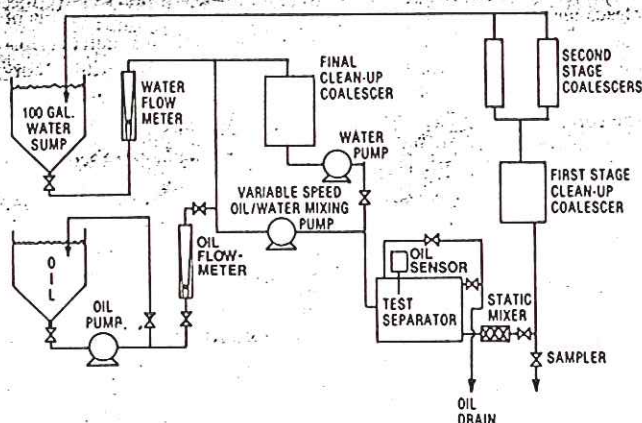 FINAL
CLEAN-UP
COALESCER
SECOND
STAGE
COALESCERS
WATER
FLOW
METER
100 GAL.
WATER
SUMP
WATER
PUMP
FIRST STAGE
CLEAN-UP
COALESCER
VARIABLE SPEED
OIL/WATER MIXING
PUMP
OIL
OIL FLOW-
METER
OIL
PUMP
OIL
SENSOR
TEST
SEPARATOR
STATIC
MIXER
SAMPLER
OIL
DRAIN